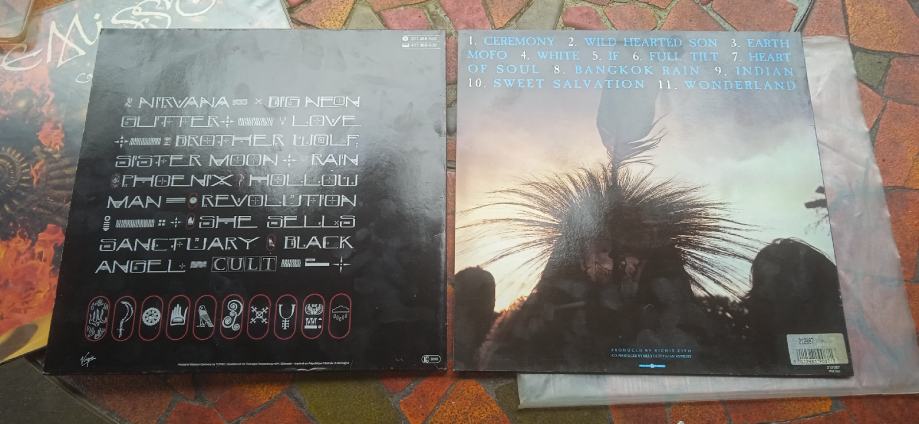 EMISS
NIRVANA BIG NEON
GLITTER LOVE
BROTHER WOLF,
SISTER MOON RAIN
PHOENIX HOLLOW
MAN REVOLUTION
SHE SELLS
SANCTUARY BLACK
ANGEL CULT
Virgin
1. CEREMONY 2. WILD HEARTED SON 3. EARTH
MOFO 4. WHITE 5. IF 6. FULL TILT 7. HEART
OF SOUL 8. BANGKOK RAIN 9. INDIAN
10. SWEET SALVATION 11. WONDERLAND
PRODUCED BY RICHIE ZITO